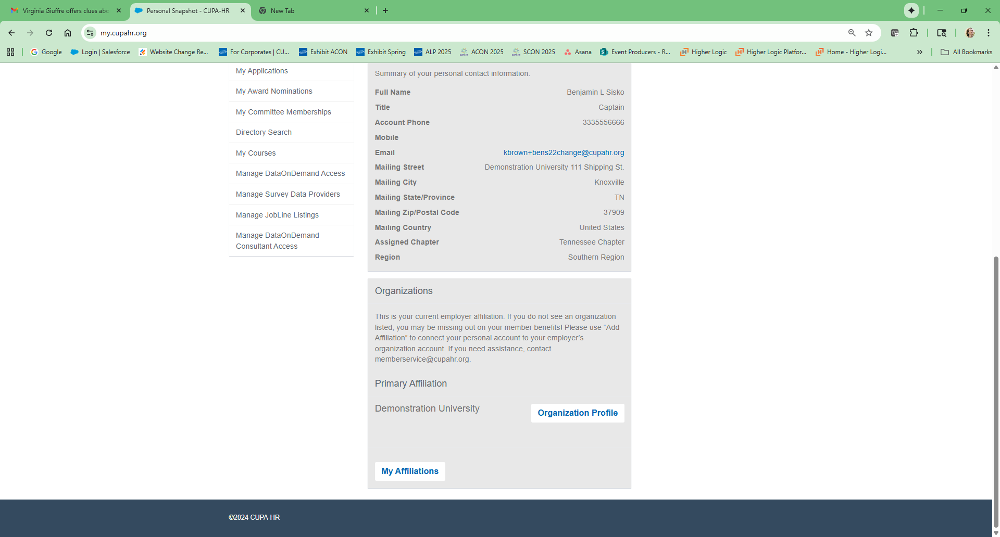 Virginia Giuffre offers clues abo
Personal Snapshot - CUPA-HR
New Tab
my.cupahr.org
Google
Login | Salesforce
Website Change Re...
For Corporates | CU...
Exhibit ACON
Exhibit Spring
ALP 2025
ACON 2025
SCON 2025
Asana
Event Producers - R...
Higher Logic
Higher Logic Platfor...
Home - Higher Logi...
All Bookmarks
My Applications
My Award Nominations
My Committee Memberships
Directory Search
My Courses
Manage DataOnDemand Access
Manage Survey Data Providers
Manage JobLine Listings
Manage DataOnDemand
Consultant Access
Summary of your personal contact information.
Full Name Benjamin L Sisko
Title Captain
Account Phone 3335556666
Mobile
Email kbrown+bens22change@cupahr.org
Mailing Street Demonstration University 111 Shipping St.
Mailing City Knoxville
Mailing State/Province TN
Mailing Zip/Postal Code 37909
Mailing Country United States
Assigned Chapter Tennessee Chapter
Region Southern Region
Organizations
This is your current employer affiliation. If you do not see an organization
listed, you may be missing out on your member benefits! Please use “Add
Affiliation” to connect your personal account to your employer’s
organization account. If you need assistance, contact
memberservice@cupahr.org.
Primary Affiliation
Demonstration University
Organization Profile
My Affiliations
©2024 CUPA-HR